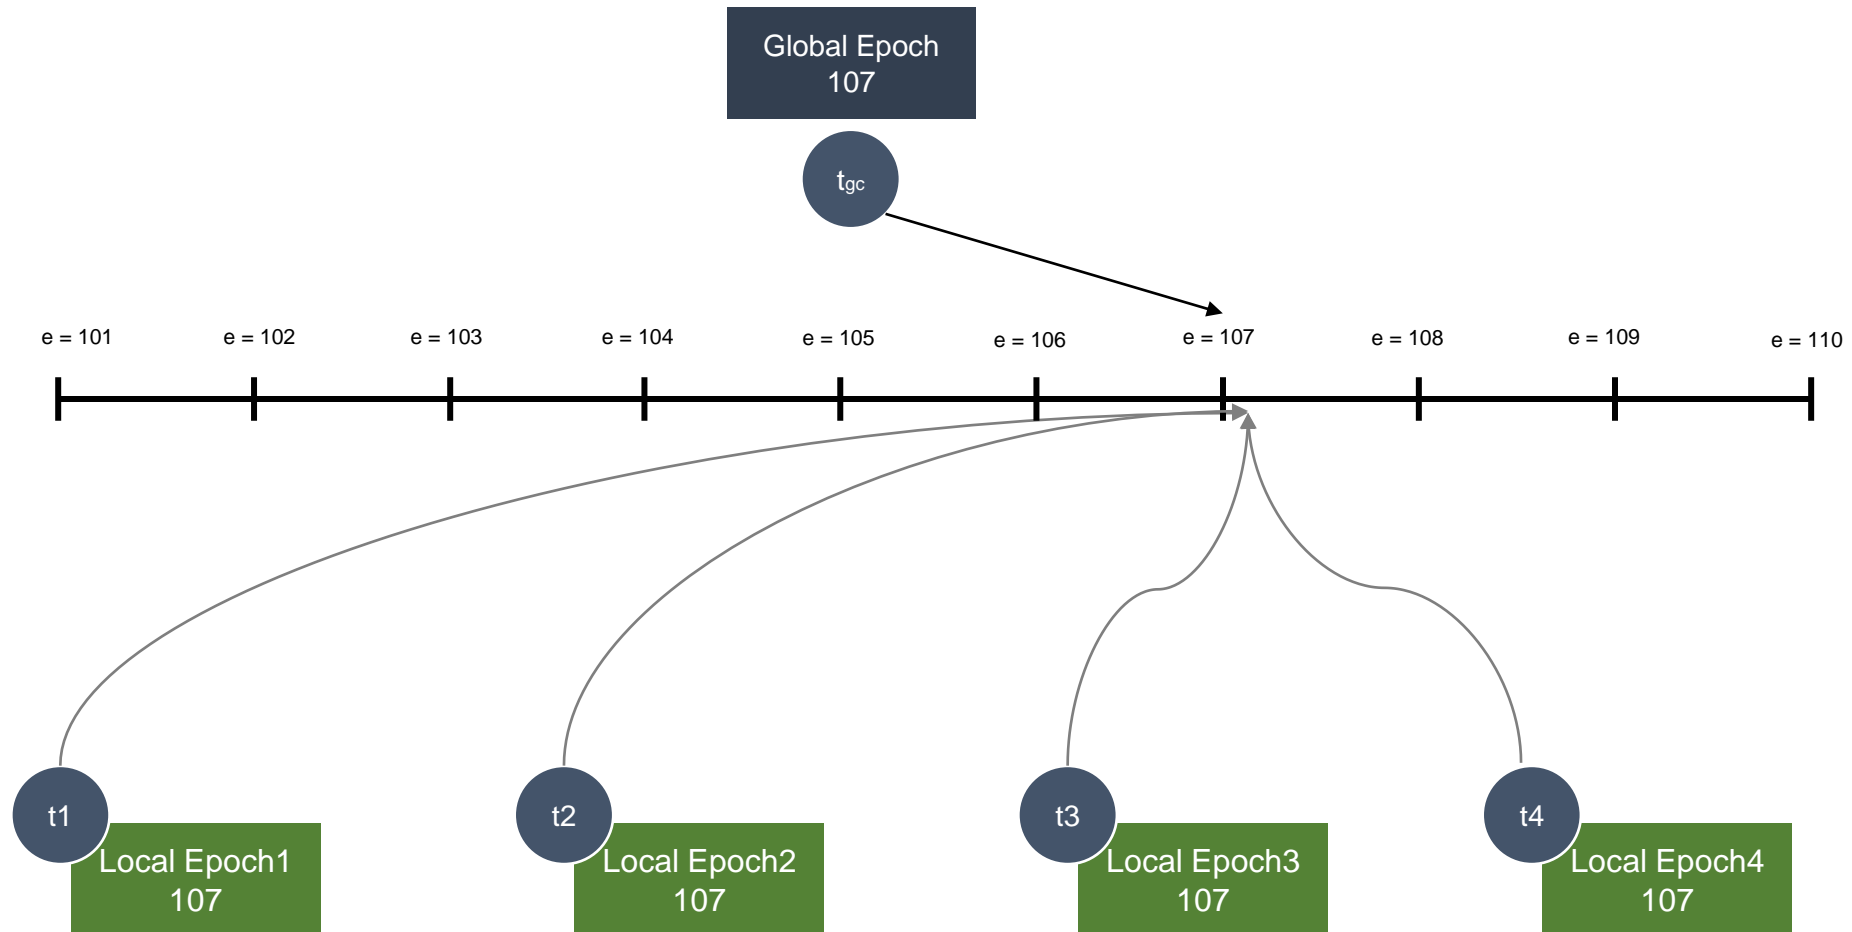 Global Epoch
107
tgc
e = 101
e = 102
e = 103
e = 104
e = 105
e = 106
e = 107
e = 108
e = 109
e = 110
t1
Local Epoch1
107
t2
Local Epoch2
107
t3
Local Epoch3
107
t4
Local Epoch4
107